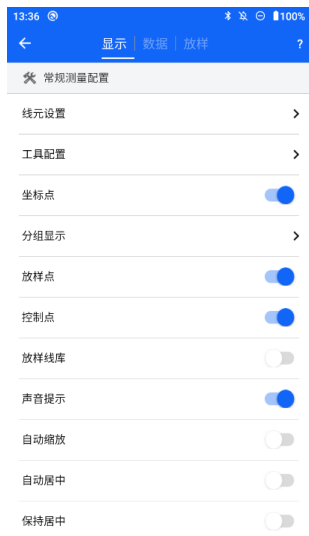 13:36 100%
显示 数据 放样 ?
常规测量配置
线元设置
工具配置
坐标点
分组显示
放样点
控制点
放样线库
声音提示
自动缩放
自动居中
保持居中